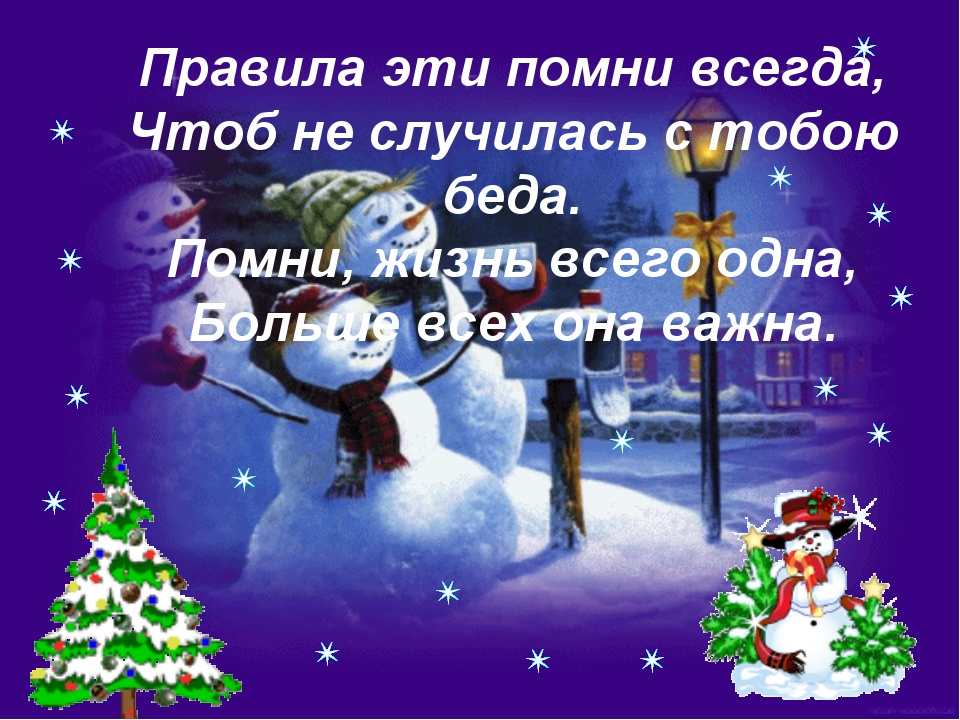 Правила эти помни всегда,
Чтоб не случилась с тобою
беда.
Помни, жизнь всего одна,
Больше всех она важна.